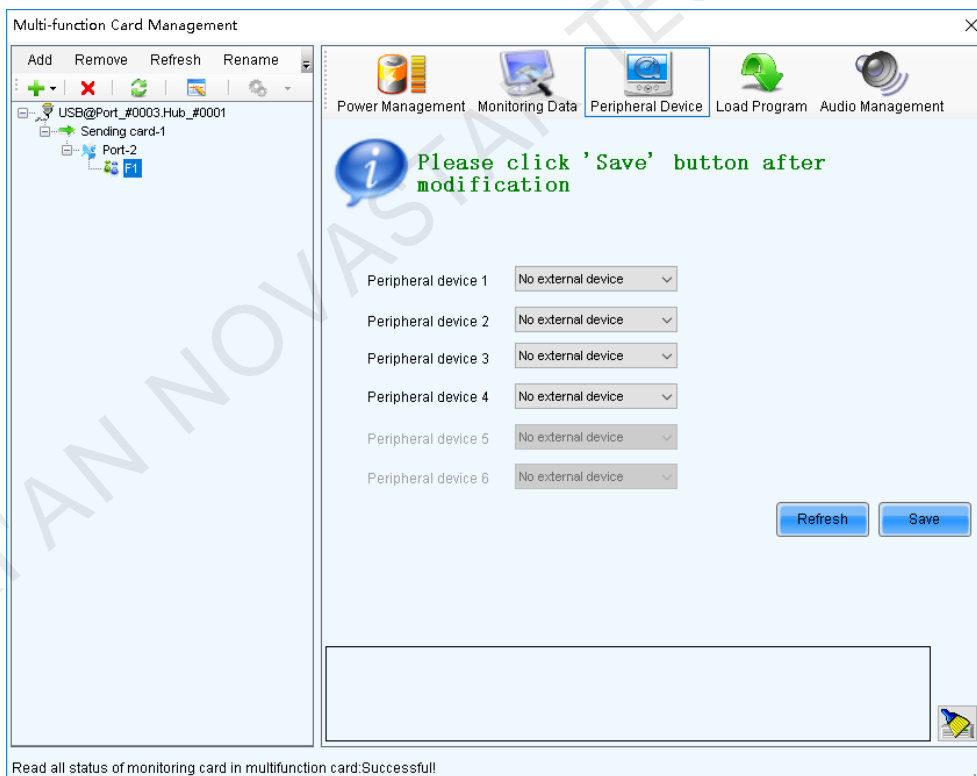 Multi-function Card Management
Add Remove Refresh Rename
USB@Port_#0003.Hub_#0001
Sending card-1
Port-2
F1
Power Management Monitoring Data Peripheral Device Load Program Audio Management
Please click 'Save' button after
modification
Peripheral device 1 No external device
Peripheral device 2 No external device
Peripheral device 3 No external device
Peripheral device 4 No external device
Peripheral device 5 No external device
Peripheral device 6 No external device
Refresh Save
Read all status of monitoring card in multifunction card:Successful!
AN NOVASTAR TE